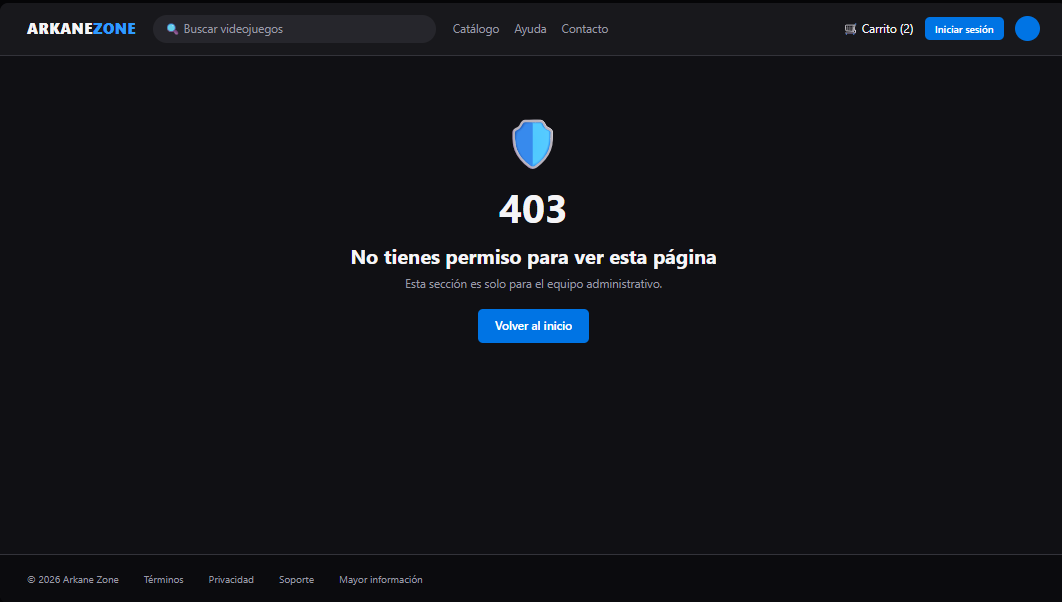 ARKANEZONE
Buscar videojuegos
Catálogo
Ayuda
Contacto
Carrito (2)
Iniciar sesión
403
No tienes permiso para ver esta página
Esta sección es solo para el equipo administrativo.
Volver al inicio
© 2026 Arkane Zone
Términos
Privacidad
Soporte
Mayor información